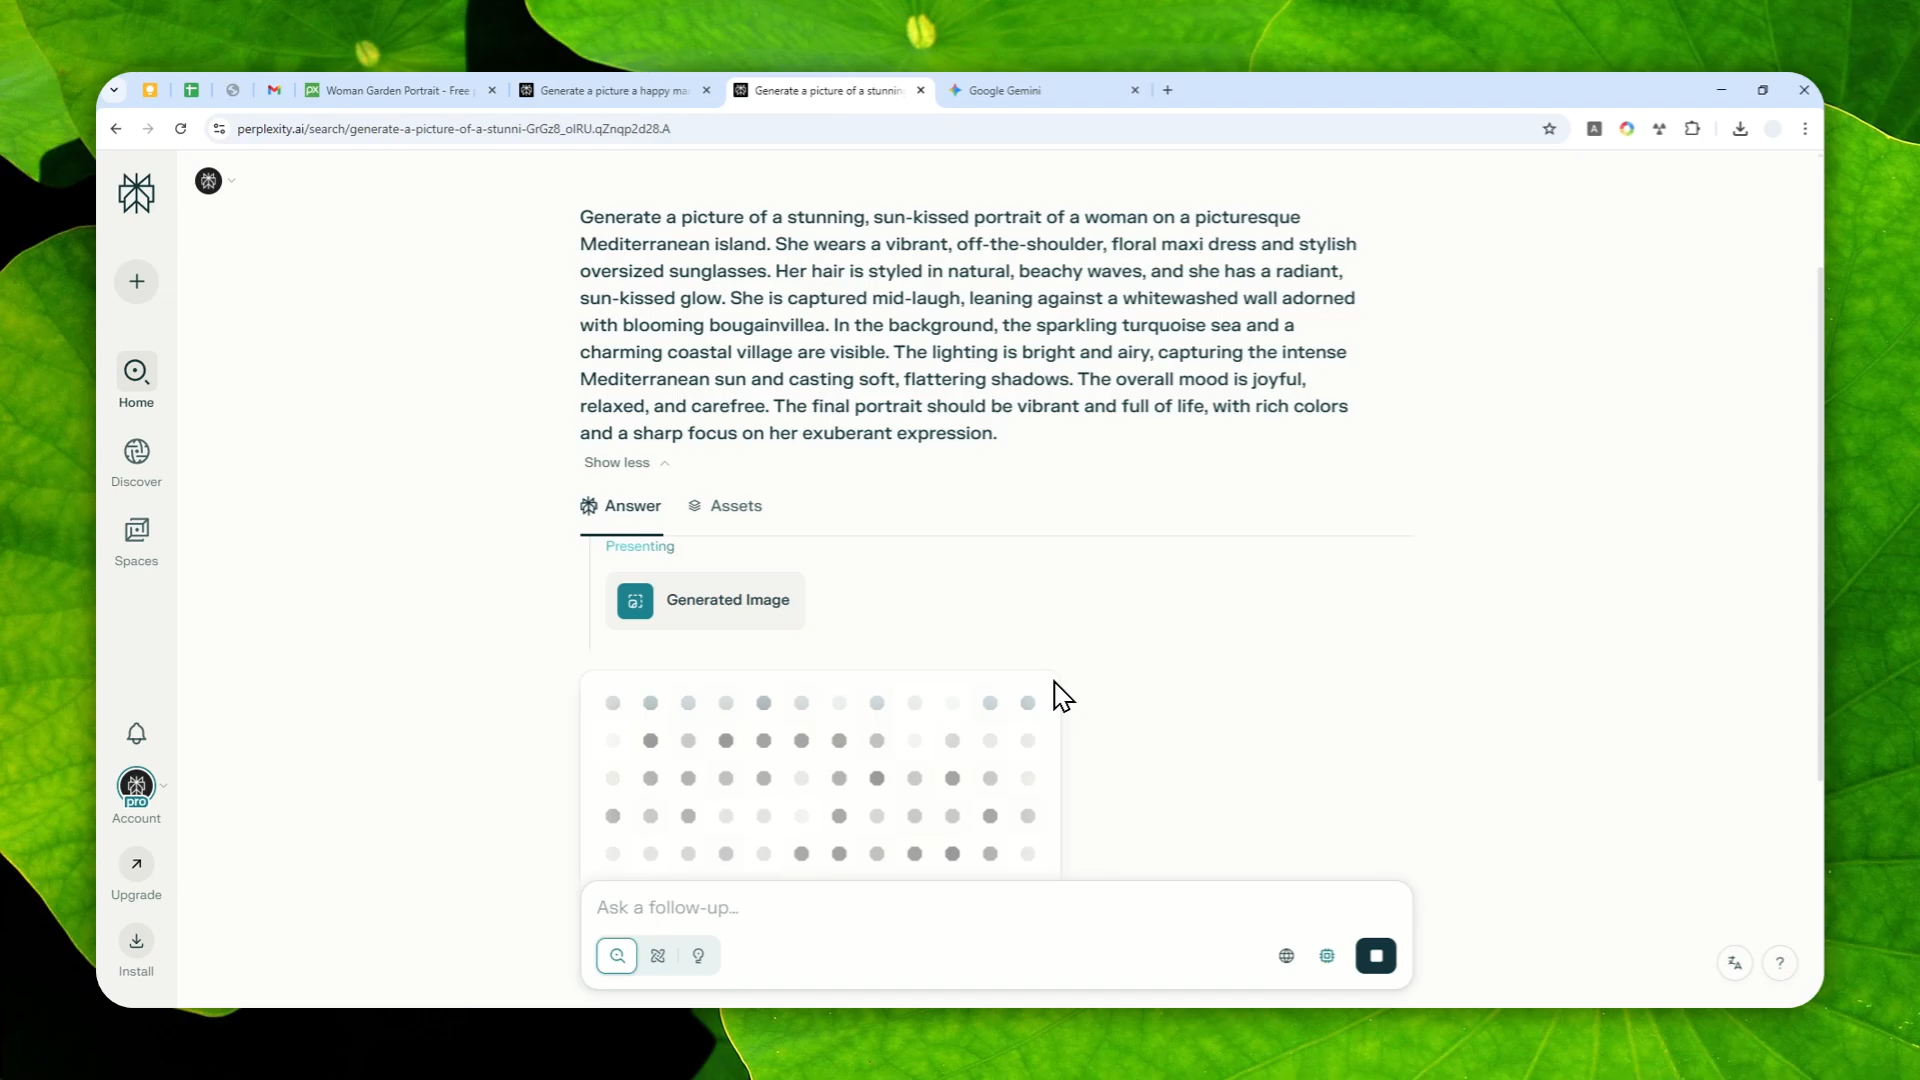 Woman Garden Portrait - Free
Generate a picture a happy ma
Generate a picture of a stunnin
Google Gemini
perplexity.ai/search/generate-a-picture-of-a-stunni-GrGz8_oIRU.qZnqp2d28.A
Generate a picture of a stunning, sun-kissed portrait of a woman on a picturesque
Mediterranean island. She wears a vibrant, off-the-shoulder, floral maxi dress and stylish
oversized sunglasses. Her hair is styled in natural, beachy waves, and she has a radiant,
sun-kissed glow. She is captured mid-laugh, leaning against a whitewashed wall adorned
with blooming bougainvillea. In the background, the sparkling turquoise sea and a
charming coastal village are visible. The lighting is bright and airy, capturing the intense
Mediterranean sun and casting soft, flattering shadows. The overall mood is joyful,
relaxed, and carefree. The final portrait should be vibrant and full of life, with rich colors
and a sharp focus on her exuberant expression.
Show less
Answer
Assets
Presenting
Generated Image
Ask a follow-up...
Home
Discover
Spaces
pro
Account
Upgrade
Install